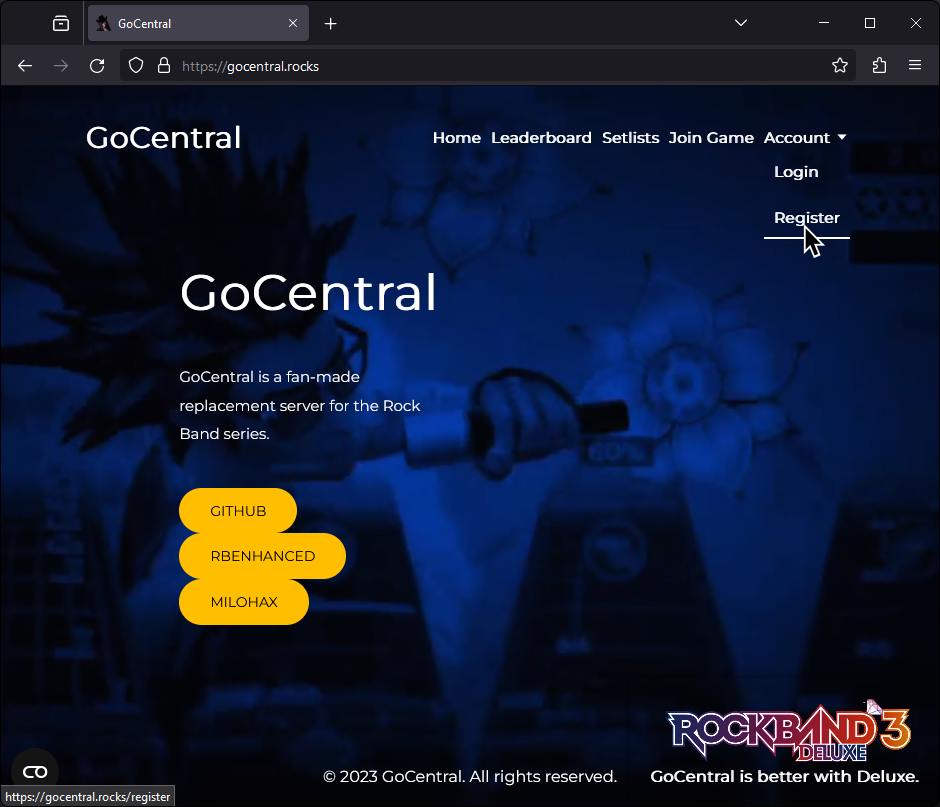 GoCentral
https://gocentral.rocks
GoCentral
Home Leaderboard Setlists Join Game Account
Login
Register
GoCentral
GoCentral is a fan-made
replacement server for the Rock
Band series.
GITHUB
RBENHANCED
MILOHAX
60%
ROCKBAND 3
DELUXE
© 2023 GoCentral. All rights reserved.
GoCentral is better with Deluxe.
https://gocentral.rocks/register